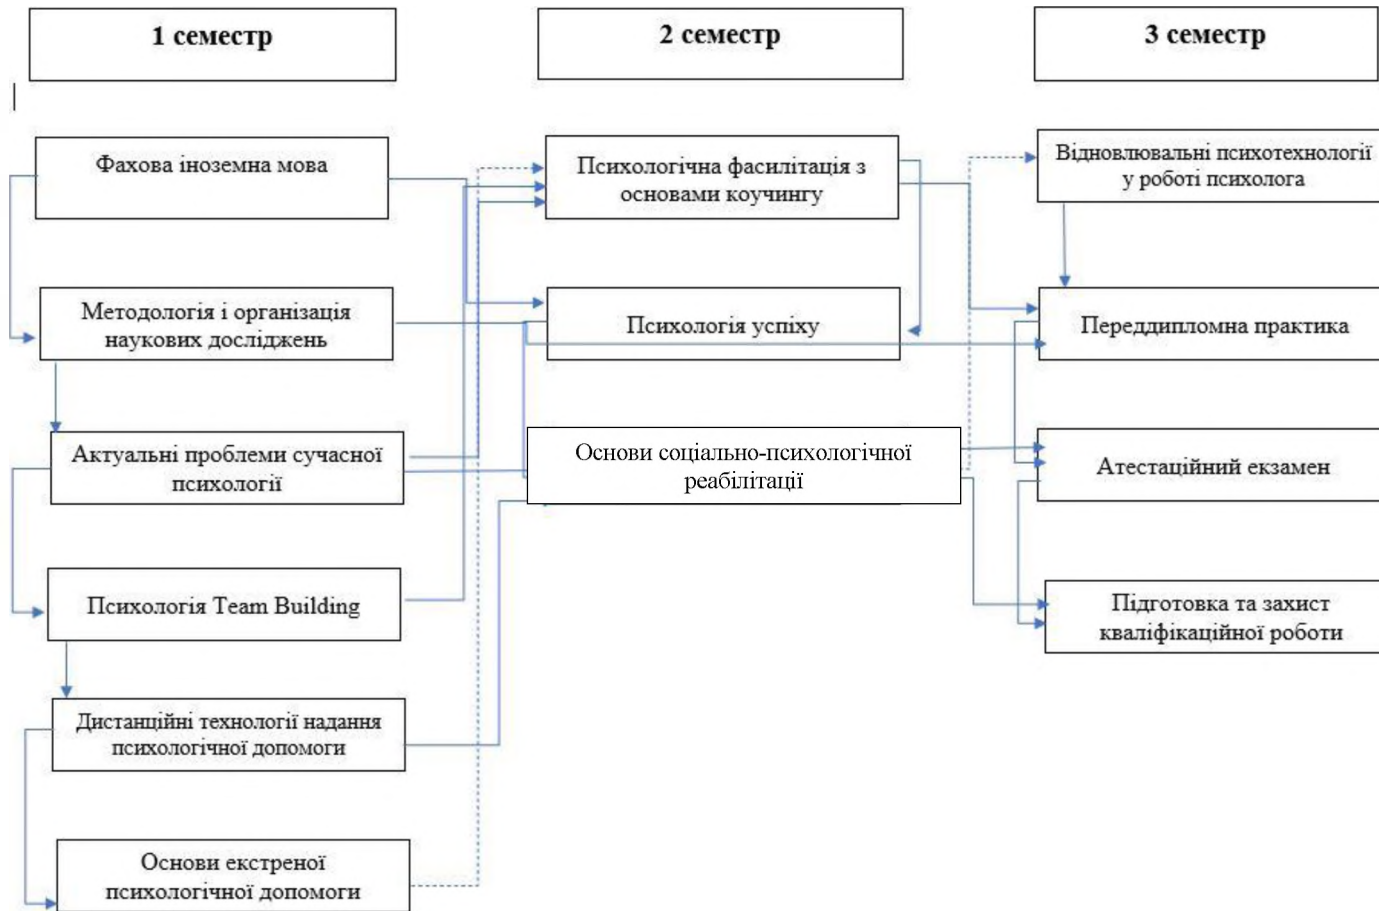 1 семестр
2 семестр
3 семестр
Фахова іноземна мова
Методологія і організація
наукових досліджень
Актуальні проблеми сучасної
психології
Психологія Team Building
Дистанційні технології надання
психологічної допомоги
Основи екстреної
психологічної допомоги
Психологічна фасилітація з
основами коучингу
Психологія успіху
Основи соціально-психологічної
реабілітації
Відновлювальні психотехнології
у роботі психолога
Переддипломна практика
Атестаційний екзамен
Підготовка та захист
кваліфікаційної роботи